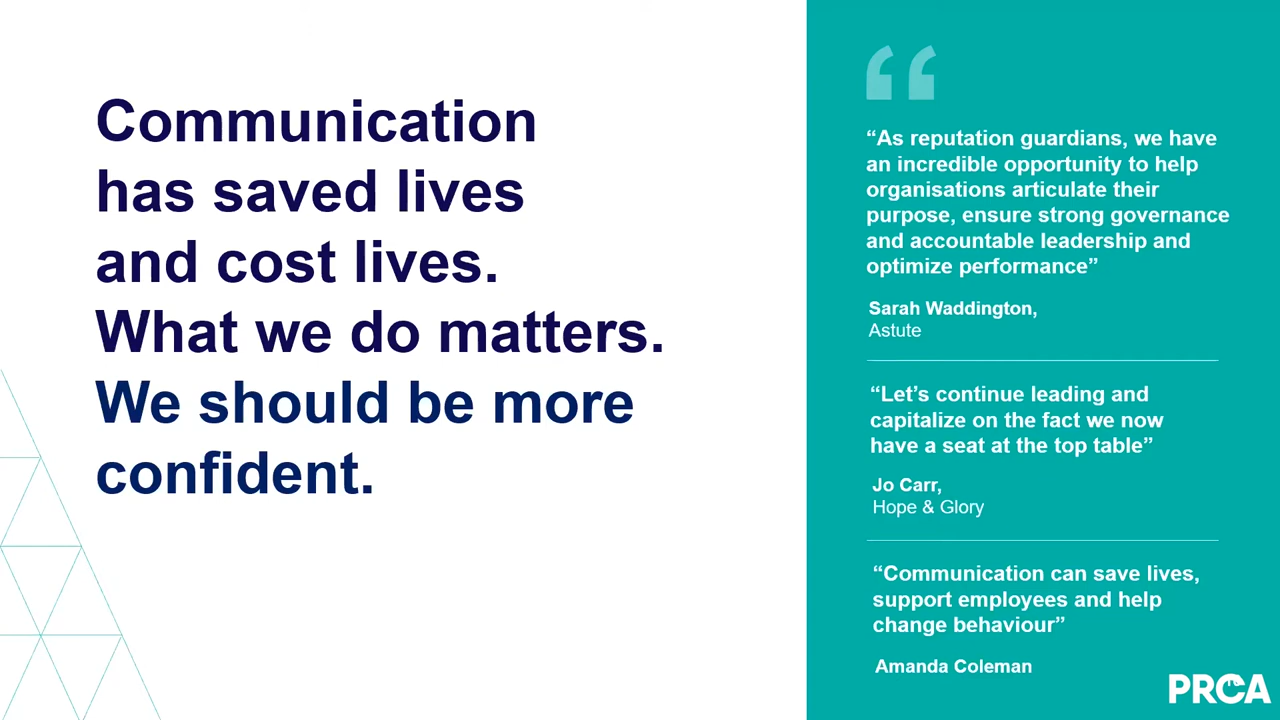 Communication
has saved lives
and cost lives.
What we do matters.
We should be more
confident.
“As reputation guardians, we have
an incredible opportunity to help
organisations articulate their
purpose, ensure strong governance
and accountable leadership and
optimize performance”
Sarah Waddington,
Astute
“Let’s continue leading and
capitalize on the fact we now
have a seat at the top table”
Jo Carr,
Hope & Glory
“Communication can save lives,
support employees and help
change behaviour”
Amanda Coleman
PRCA